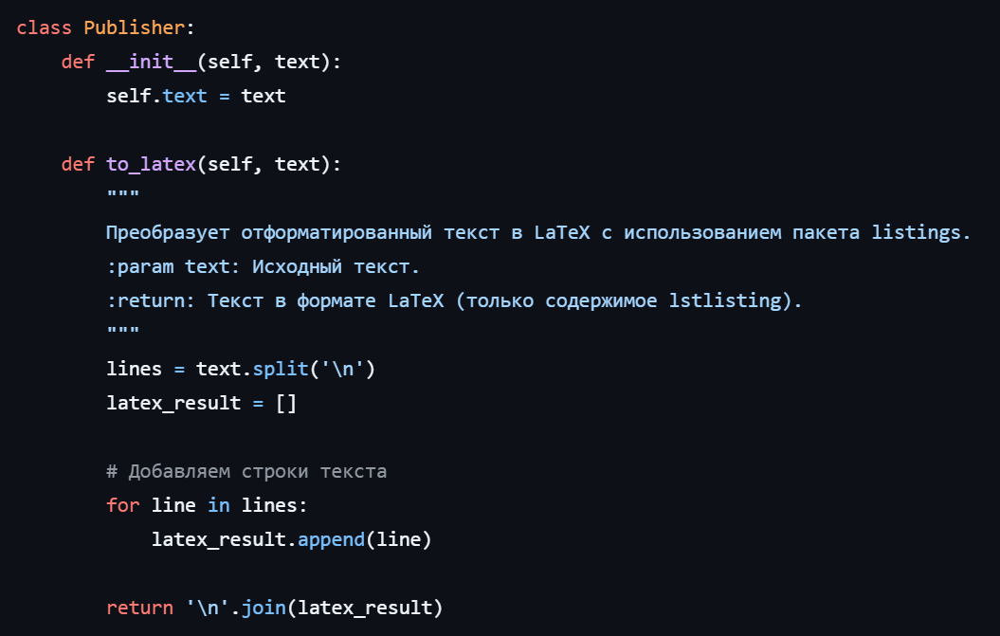 class Publisher:
    def __init__(self, text):
        self.text = text
    def to_latex(self, text):
        """
        Преобразует отформатированный текст в LaTeX с использованием пакета listings.
        :param text: Исходный текст.
        :return: Текст в формате LaTeX (только содержимое lstlisting).
        """
        lines = text.split('\n')
        latex_result = []
        # Добавляем строки текста
        for line in lines:
            latex_result.append(line)
        return '\n'.join(latex_result)